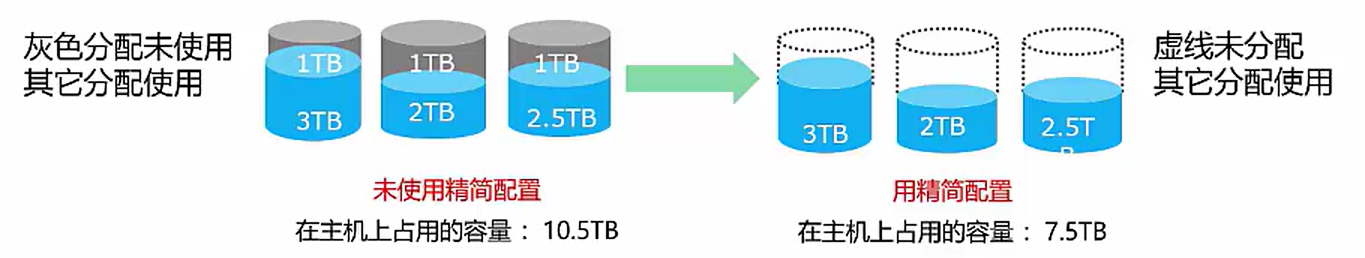 灰色分配未使用
其它分配使用
1TB
3TB
1TB
2TB
1TB
2.5TB
未使用精简配置
在主机上占用的容量： 10.5TB
3TB
2TB
2.5T
B
用精简配置
在主机上占用的容量： 7.5TB
虚线未分配
其它分配使用